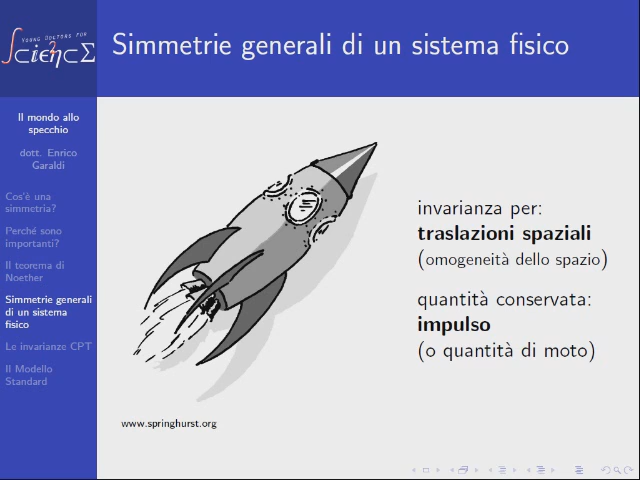 YOUNG DOCTORS FOR
Simmetrie generali di un sistema fisico
Il mondo allo
specchio
dott. Enrico
Garaldi
Cos'è una
simmetria?
Perché sono
importanti?
Il teorema di
Noether
Simmetrie generali
di un sistema
fisico
Le invarianze CPT
Il Modello
Standard
invarianza per:
traslazioni spaziali
(omogeneità dello spazio)
quantità conservata:
impulso
(o quantità di moto)
www.springhurst.org